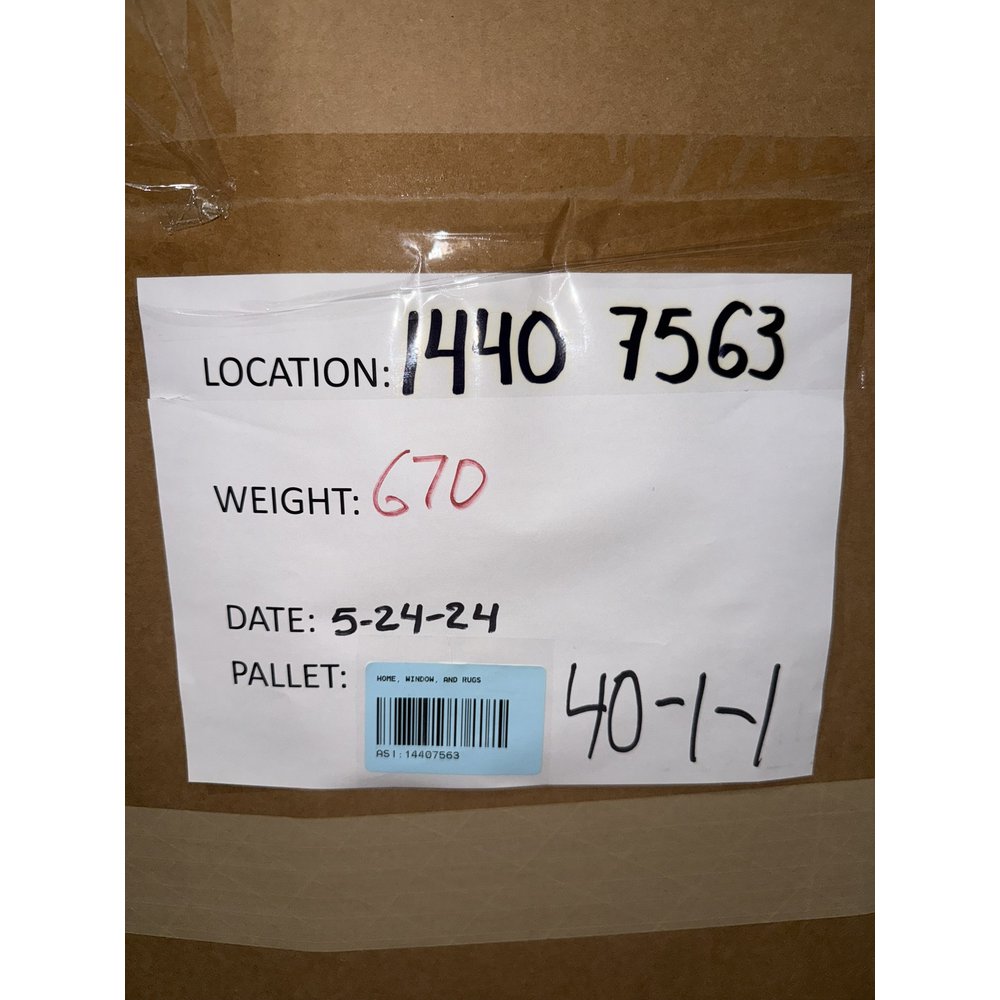 LOCATION: 1440 7563
WEIGHT: 670
DATE: 5-24-24
PALLET: 40-1-1
HOME, WINDOW, AND RUGS
ASI:14407563